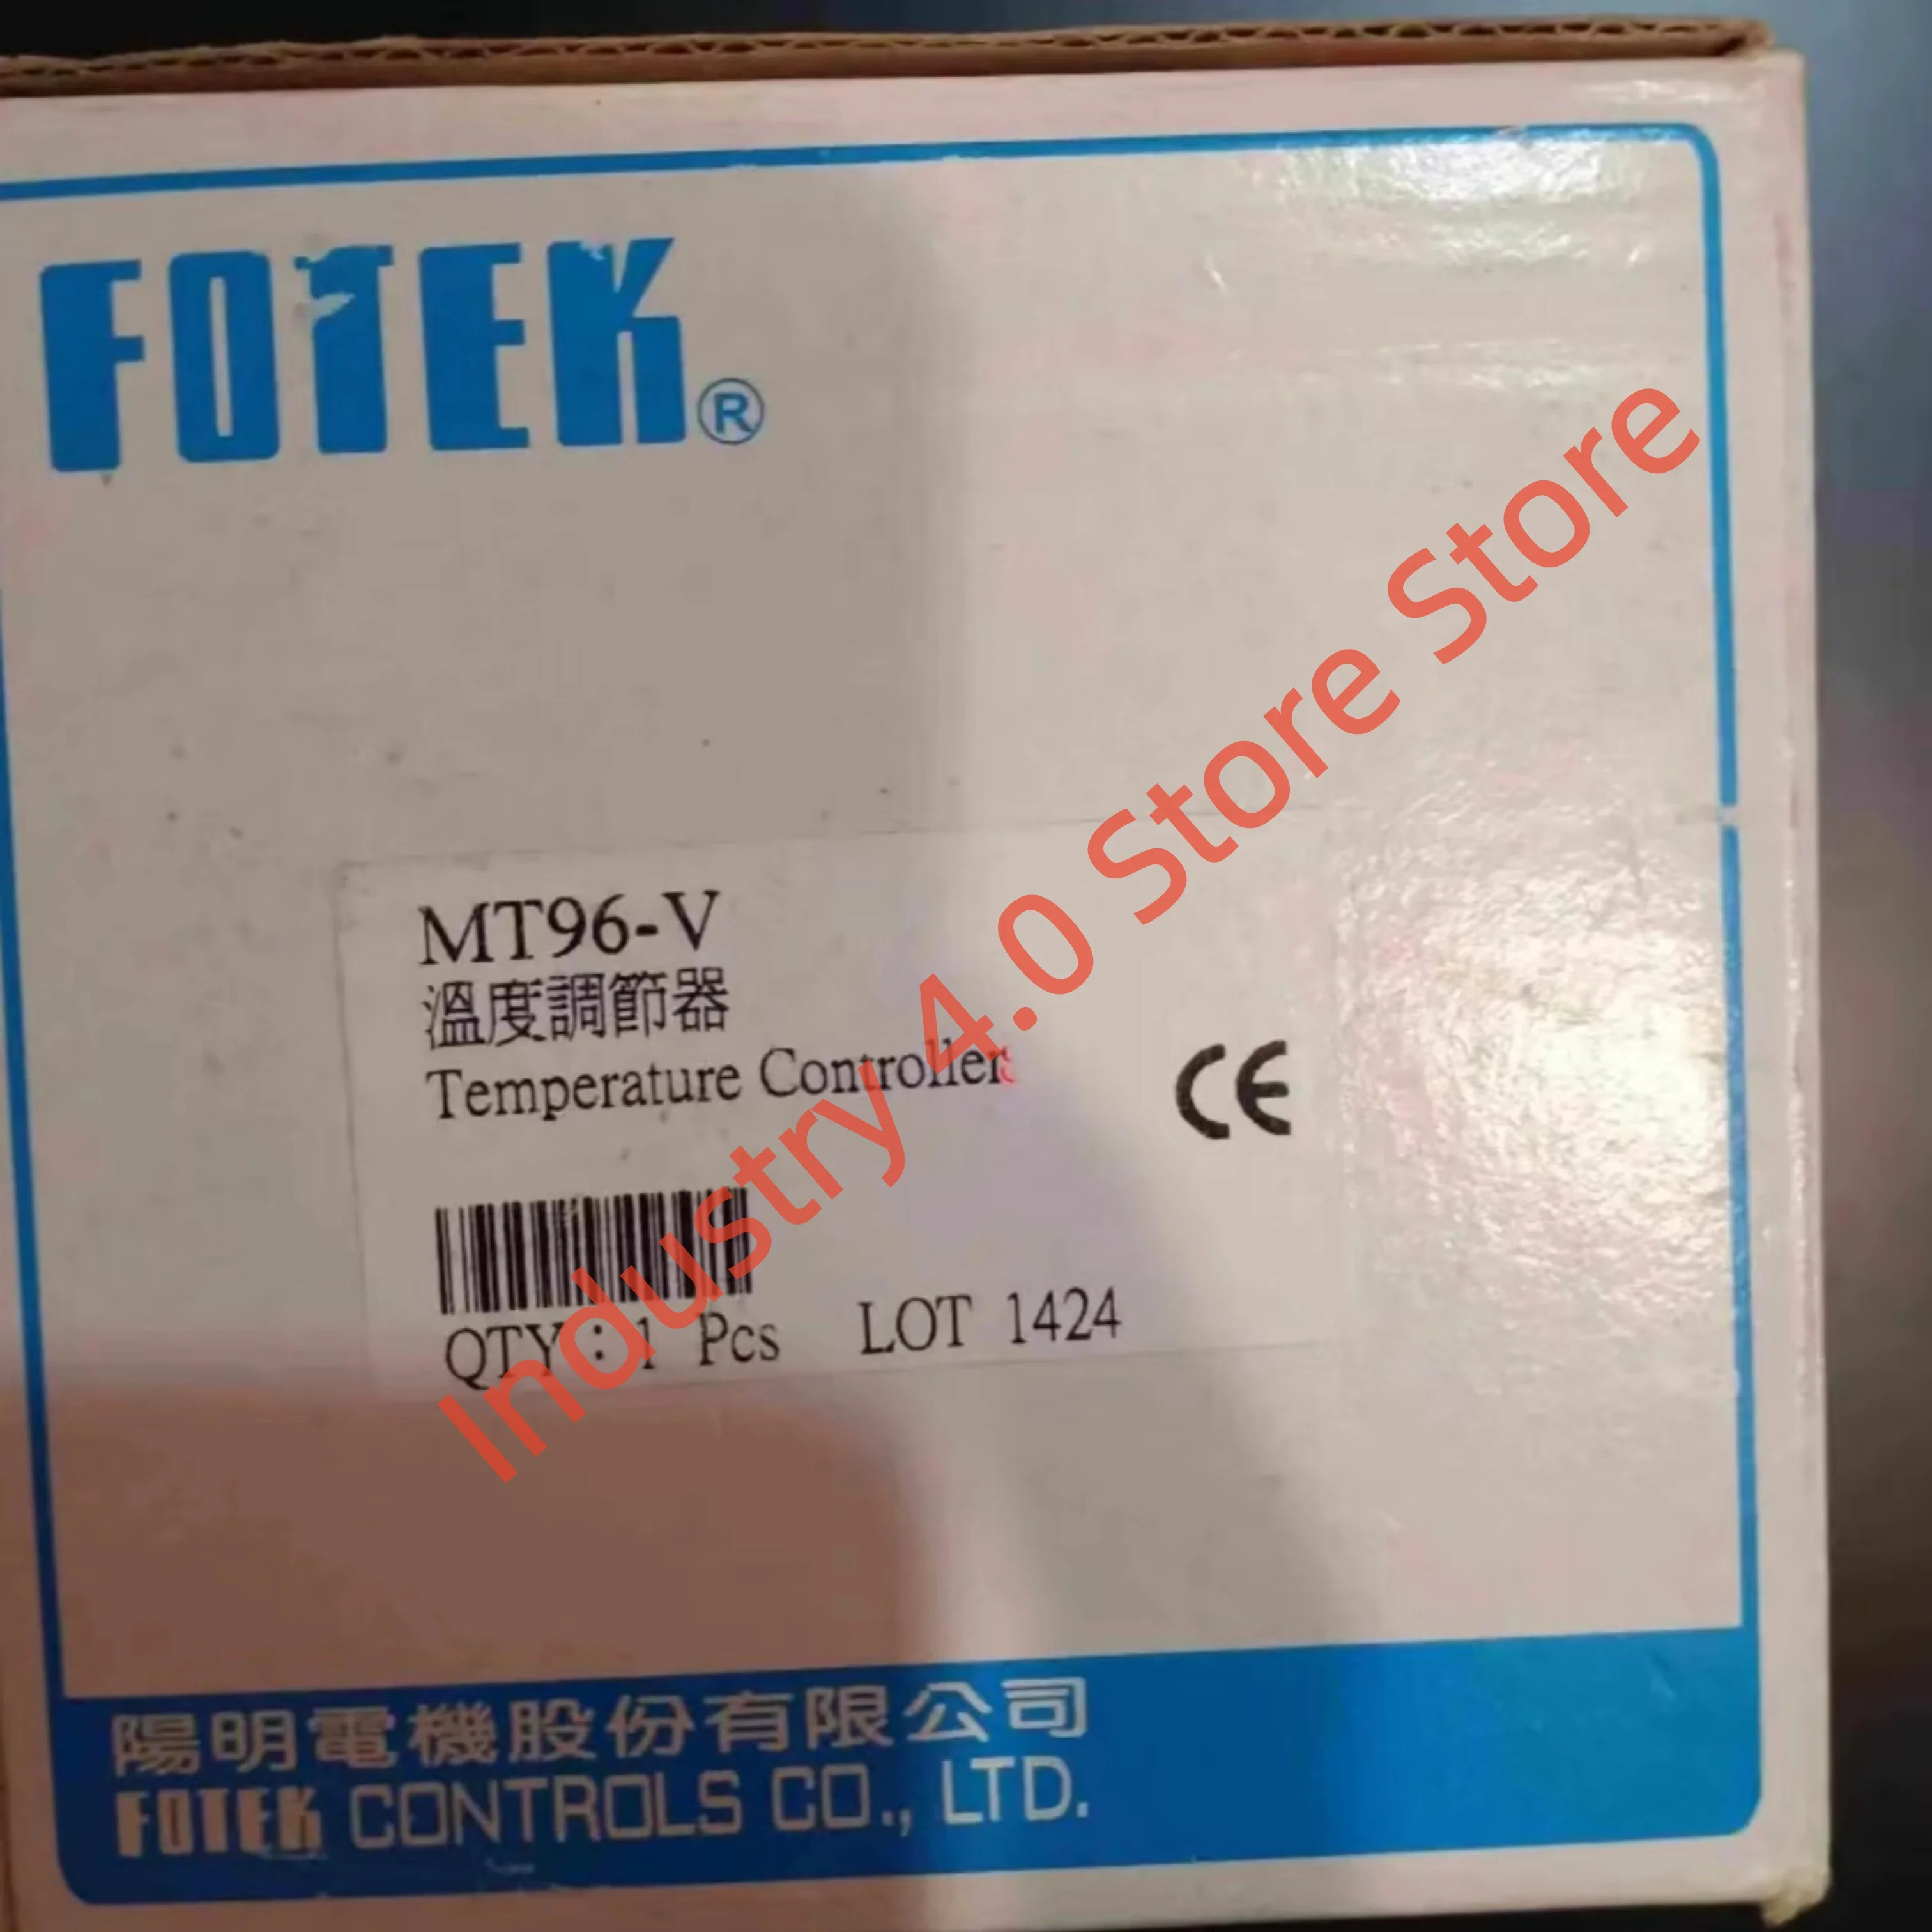 FOTEK®
MT96-V
溫度調節器
Temperature Controllers
CE
QTY:1 Pcs LOT 1424
Industry 4.0 Store Store
陽明電機股份有限公司
FOTEK CONTROLS CO., LTD.